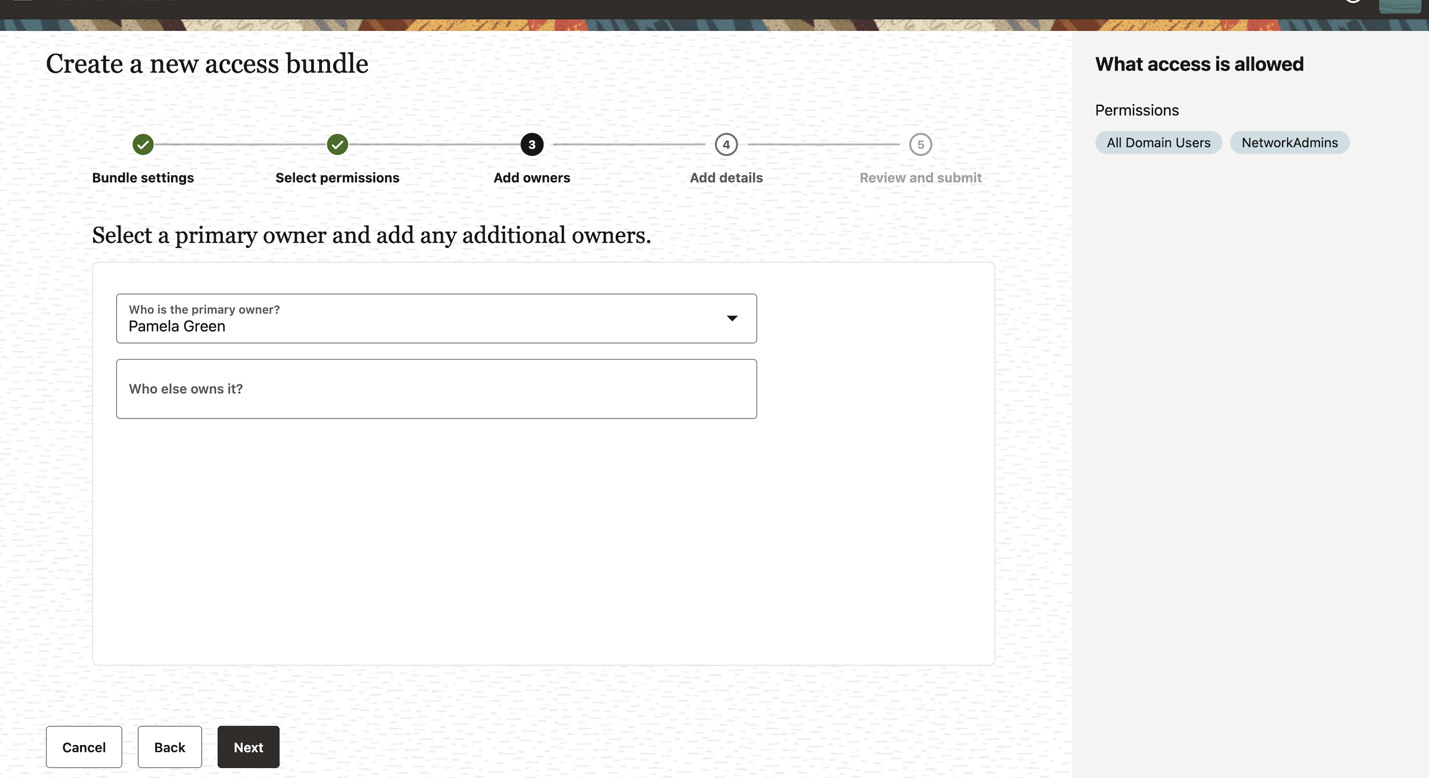 Create a new access bundle
3
4
5
Bundle settings
Select permissions
Add owners
Add details
Review and submit
Select a primary owner and add any additional owners.
Who is the primary owner?
Pamela Green
Who else owns it?
Cancel
Back
Next
What access is allowed
Permissions
All Domain Users
NetworkAdmins